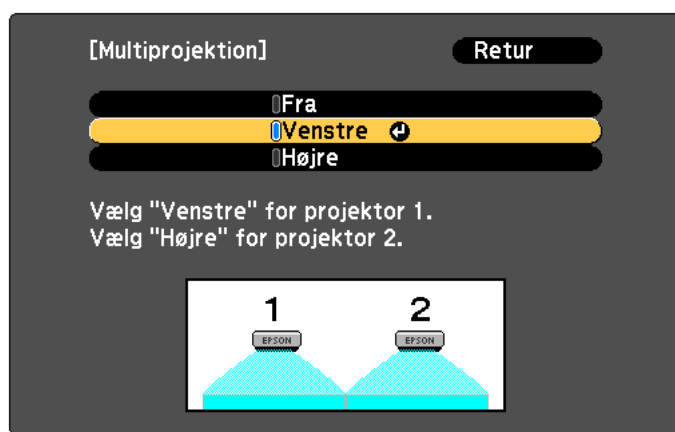 [Multiprojektion] Retur
Fra
Venstre
Højre
Vælg "Venstre" for projektor 1.
Vælg "Højre" for projektor 2.
1 2
EPSON EPSON